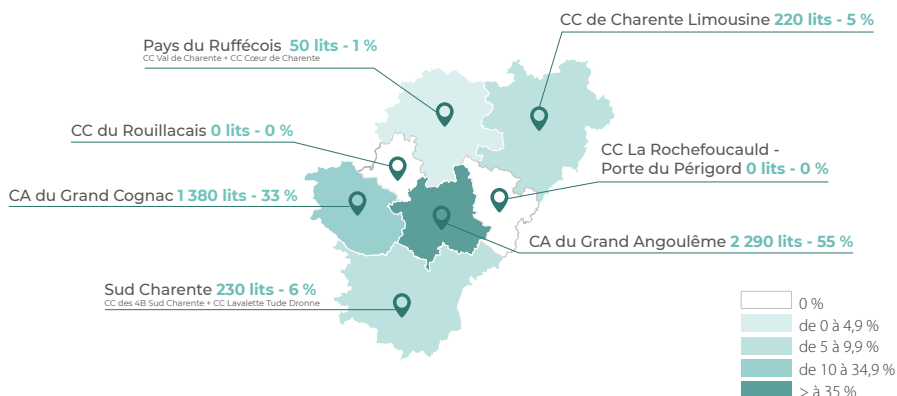 CC de Charente Limousine 220 lits - 5 %
Pays du Ruffécois 50 lits - 1 %
CC Val de Charente + CC Cœur de Charente
CC du Rouillacais 0 lits - 0 %
CC La Rochefoucauld -
Porte du Périgord 0 lits - 0 %
CA du Grand Cognac 1 380 lits - 33 %
CA du Grand Angoulême 2 290 lits - 55 %
Sud Charente 230 lits - 6 %
CC des 4B Sud Charente + CC Lavalette Tude Dronne
0 %
de 0 à 4,9 %
de 5 à 9,9 %
de 10 à 34,9 %
> à 35 %